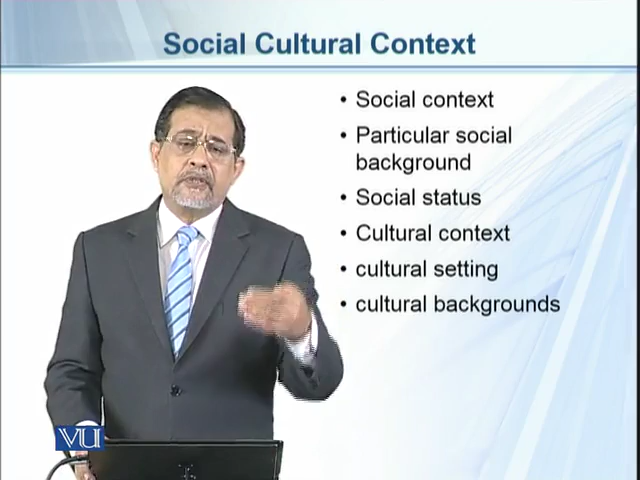 Social Cultural Context
• Social context
• Particular social
background
• Social status
• Cultural context
• cultural setting
• cultural backgrounds
VU